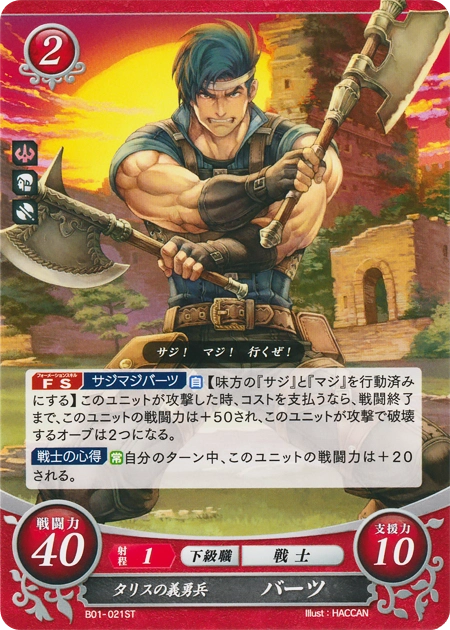 2
サジ! マジ! 行くぜ!
フォーメーションスキル
FS サジマジバーツ 自【味方の『サジ』と『マジ』を行動済み
にする】このユニットが攻撃した時、コストを支払うなら、戦闘終了
まで、このユニットの戦闘力は+50され、このユニットが攻撃で破壊
するオーブは2つになる。
戦士の心得 常自分のターン中、このユニットの戦闘力は+20
される。
戦闘力
40
射程 1 下級職 戦士
支援力
10
タリスの義勇兵 バーツ
B01-021ST Illust:HACCAN